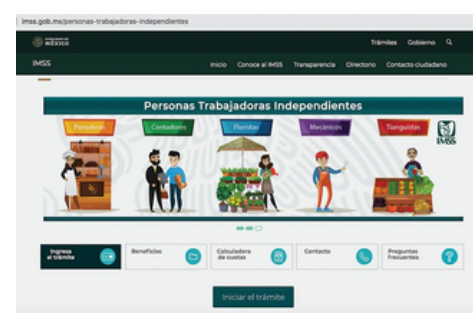 imss.gob.mx/personas-trabajadoras-independientes
GOBIERNO DE
MÉXICO
Trámites Gobierno
IMSS
Inicio Conoce al IMSS Transparencia Directorio Contacto ciudadano
Personas Trabajadoras Independientes
Panaderos Contadores Floristas Mecánicos Tianguistas
IMSS
Ingresa al trámite
Beneficios
Calculadora de cuotas
Contacto
Preguntas frecuentes
Iniciar el trámite